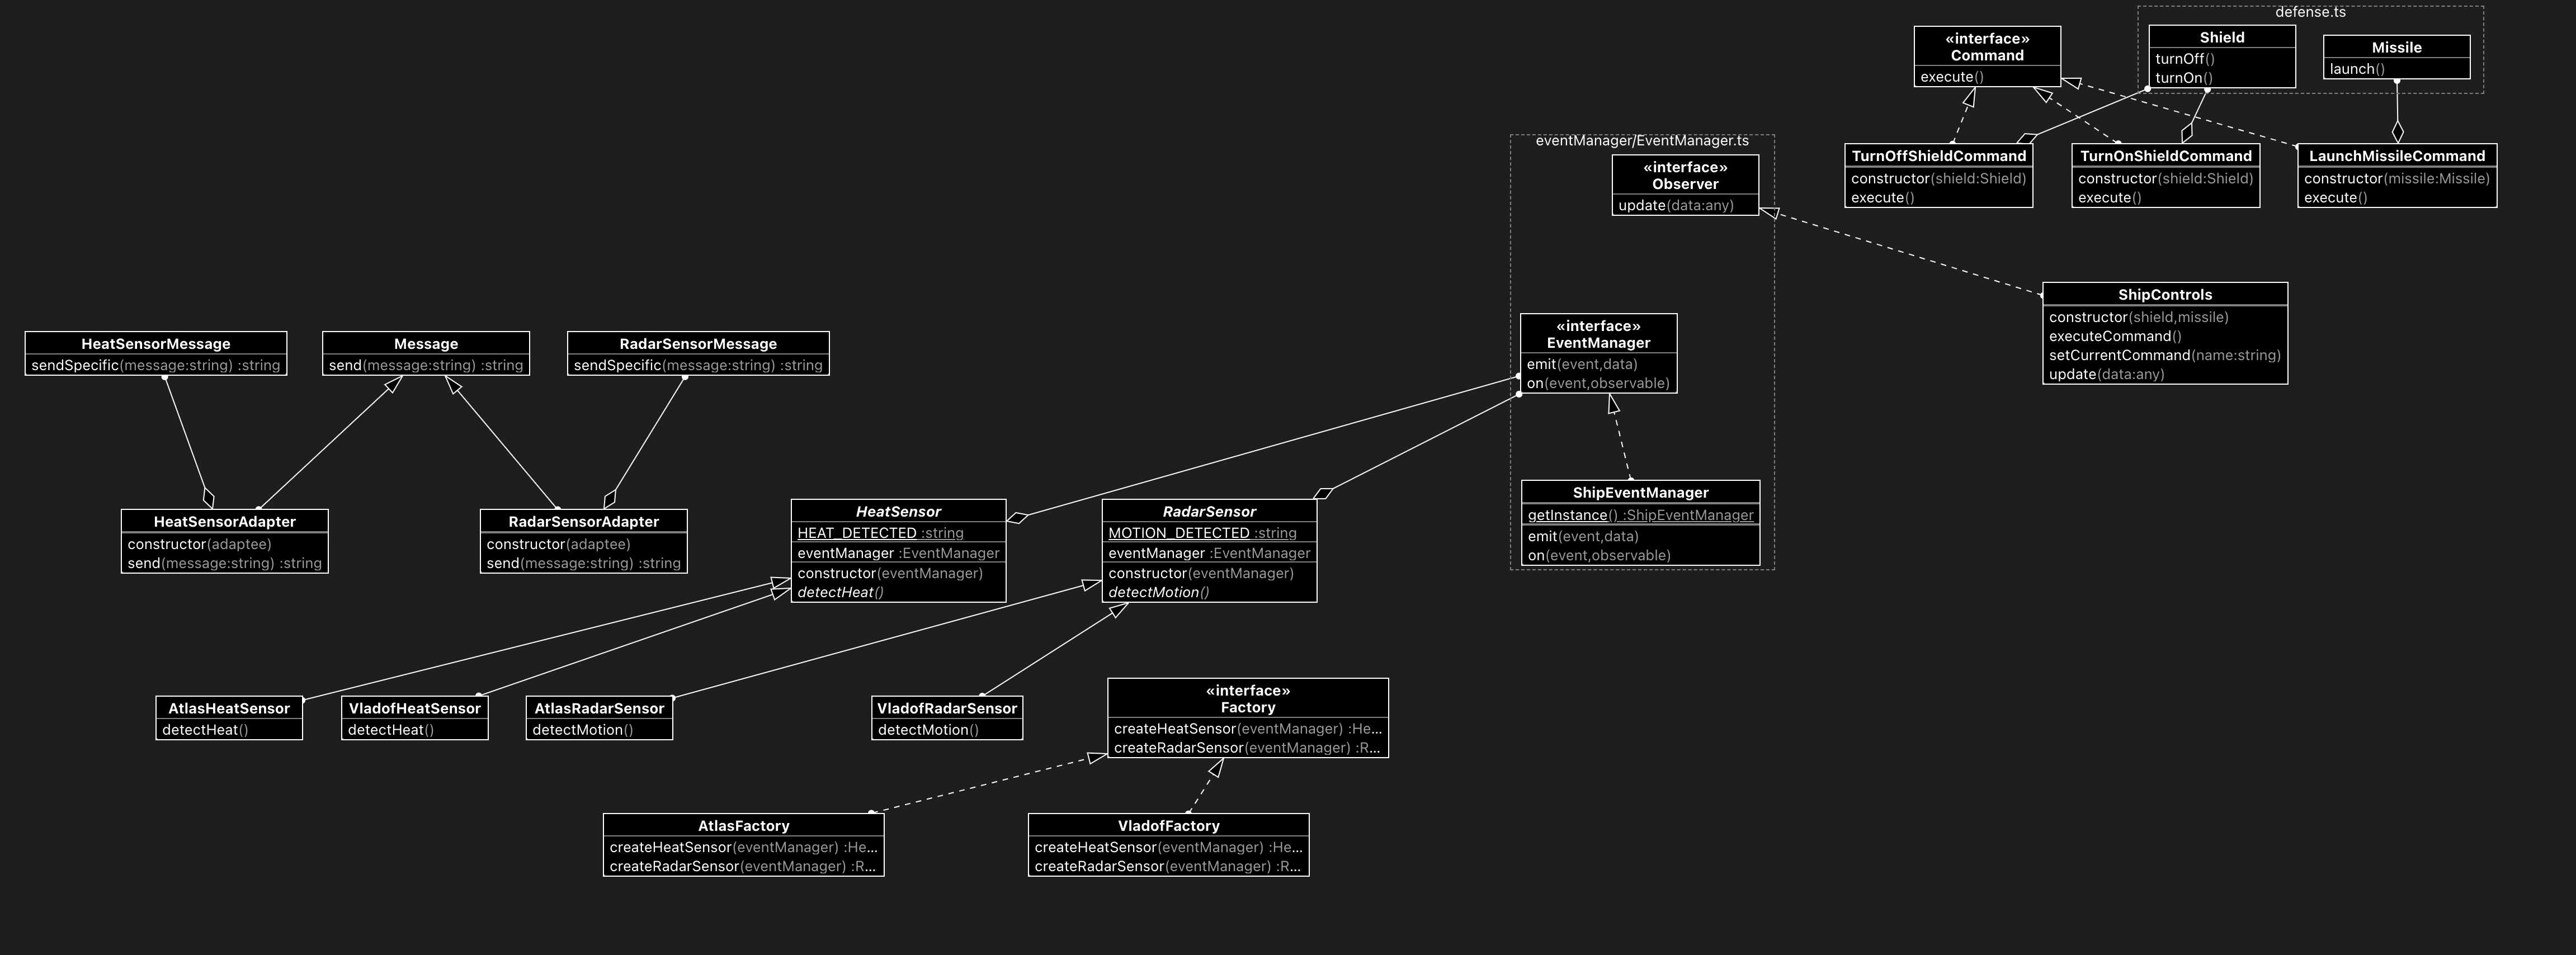 defense.ts
«interface»
Command
execute()
Shield
turnOff()
turnOn()
Missile
launch()
TurnOffShieldCommand
constructor(shield:Shield)
execute()
TurnOnShieldCommand
constructor(shield:Shield)
execute()
LaunchMissileCommand
constructor(missile:Missile)
execute()
eventManager/EventManager.ts
«interface»
Observer
update(data:any)
ShipControls
constructor(shield,missile)
executeCommand()
setCurrentCommand(name:string)
update(data:any)
«interface»
EventManager
emit(event,data)
on(event,observable)
ShipEventManager
getInstance() :ShipEventManager
emit(event,data)
on(event,observable)
HeatSensorMessage
sendSpecific(message:string) :string
Message
send(message:string) :string
RadarSensorMessage
sendSpecific(message:string) :string
HeatSensorAdapter
constructor(adaptee)
send(message:string) :string
RadarSensorAdapter
constructor(adaptee)
send(message:string) :string
HeatSensor
HEAT_DETECTED :string
eventManager :EventManager
constructor(eventManager)
detectHeat()
RadarSensor
MOTION_DETECTED :string
eventManager :EventManager
constructor(eventManager)
detectMotion()
AtlasHeatSensor
detectHeat()
VladofHeatSensor
detectHeat()
AtlasRadarSensor
detectMotion()
VladofRadarSensor
detectMotion()
«interface»
Factory
createHeatSensor(eventManager) :He...
createRadarSensor(eventManager) :R...
AtlasFactory
createHeatSensor(eventManager) :He...
createRadarSensor(eventManager) :R...
VladofFactory
createHeatSensor(eventManager) :He...
createRadarSensor(eventManager) :R...